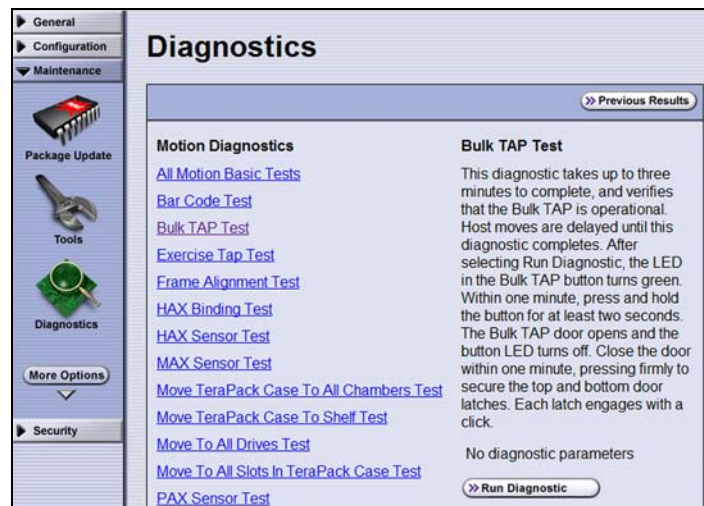 General
Configuration
Maintenance
Package Update
Tools
Diagnostics
More Options
Security
Diagnostics
Previous Results
Motion Diagnostics
All Motion Basic Tests
Bar Code Test
Bulk TAP Test
Exercise Tap Test
Frame Alignment Test
HAX Binding Test
HAX Sensor Test
MAX Sensor Test
Move TeraPack Case To All Chambers Test
Move TeraPack Case To Shelf Test
Move To All Drives Test
Move To All Slots In TeraPack Case Test
PAX Sensor Test
Bulk TAP Test
This diagnostic takes up to three
minutes to complete, and verifies
that the Bulk TAP is operational.
Host moves are delayed until this
diagnostic completes. After
selecting Run Diagnostic, the LED
in the Bulk TAP button turns green.
Within one minute, press and hold
the button for at least two seconds.
The Bulk TAP door opens and the
button LED turns off. Close the door
within one minute, pressing firmly to
secure the top and bottom door
latches. Each latch engages with a
click.
No diagnostic parameters
Run Diagnostic